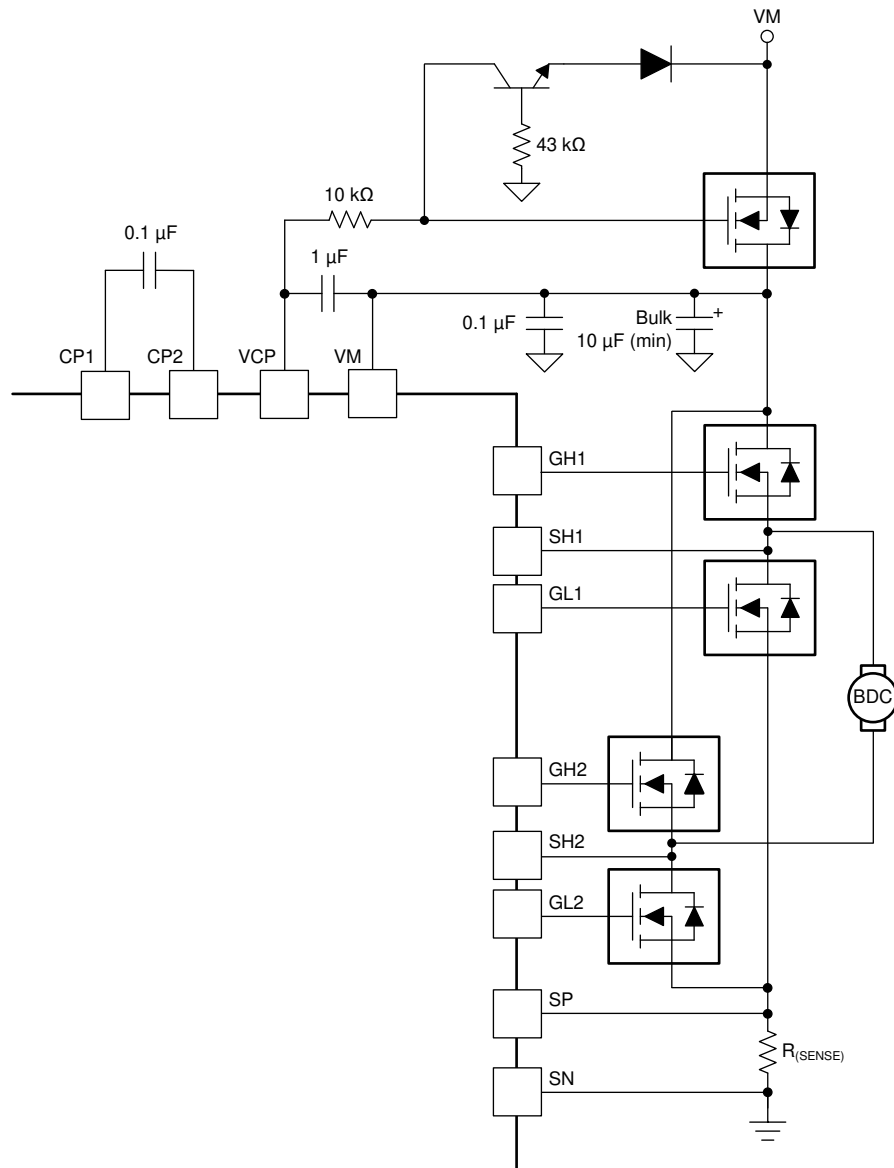 VM
43 kΩ
10 kΩ
0.1 µF
1 µF
0.1 µF
Bulk
10 µF (min)
+
CP1
CP2
VCP
VM
GH1
SH1
GL1
BDC
GH2
SH2
GL2
SP
R(SENSE)
SN